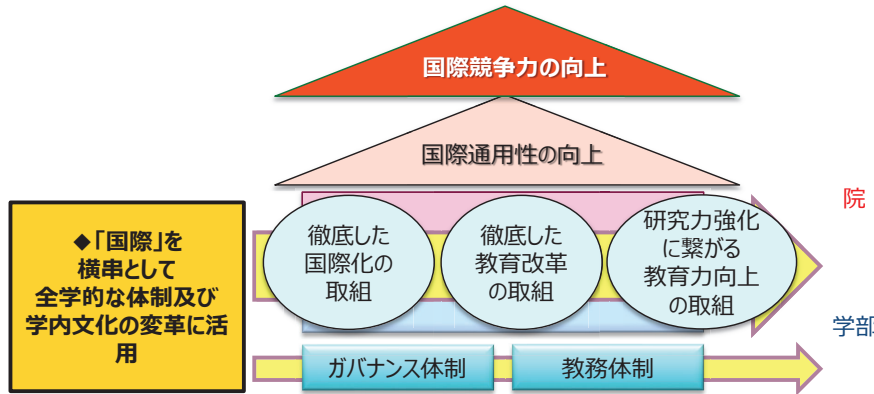 国際競争力の向上
国際通用性の向上
院
◆「国際」を
横串として
全学的な体制及び
学内文化の変革に活
用
徹底した
国際化の
取組
徹底した
教育改革
の取組
研究力強化
に繋がる
教育力向上
の取組
学部
ガバナンス体制
教務体制